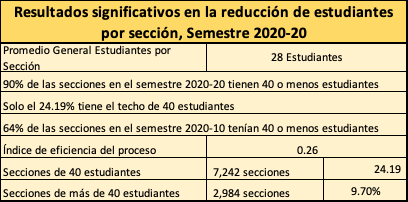 Resultados significativos en la reducción de estudiantes
por sección, Semestre 2020-20
Promedio General Estudiantes por
Sección
28 Estudiantes
90% de las secciones en el semestre 2020-20 tienen 40 o menos estudiantes
Solo el 24.19% tiene el techo de 40 estudiantes
64% de las secciones en el semestre 2020-10 tenían 40 o menos estudiantes
Índice de eficiencia del proceso 0.26
Secciones de 40 estudiantes 7,242 secciones 24.19
Secciones de más de 40 estudiantes 2,984 secciones 9.70%